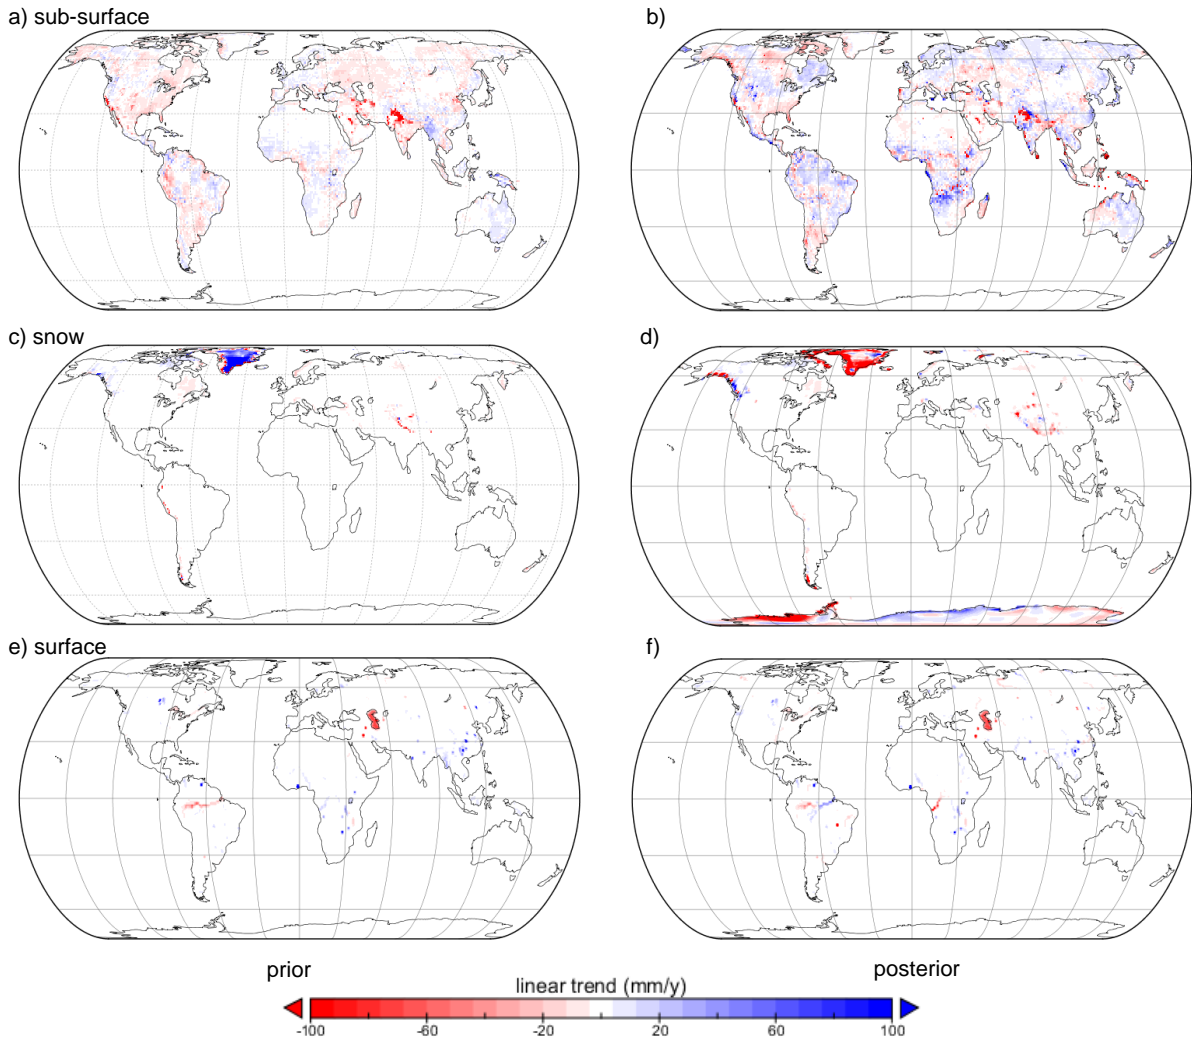 a) sub-surface
b)
c) snow
d)
e) surface
f)
prior
posterior
linear trend (mm/y)
-100 -60 -20 20 60 100